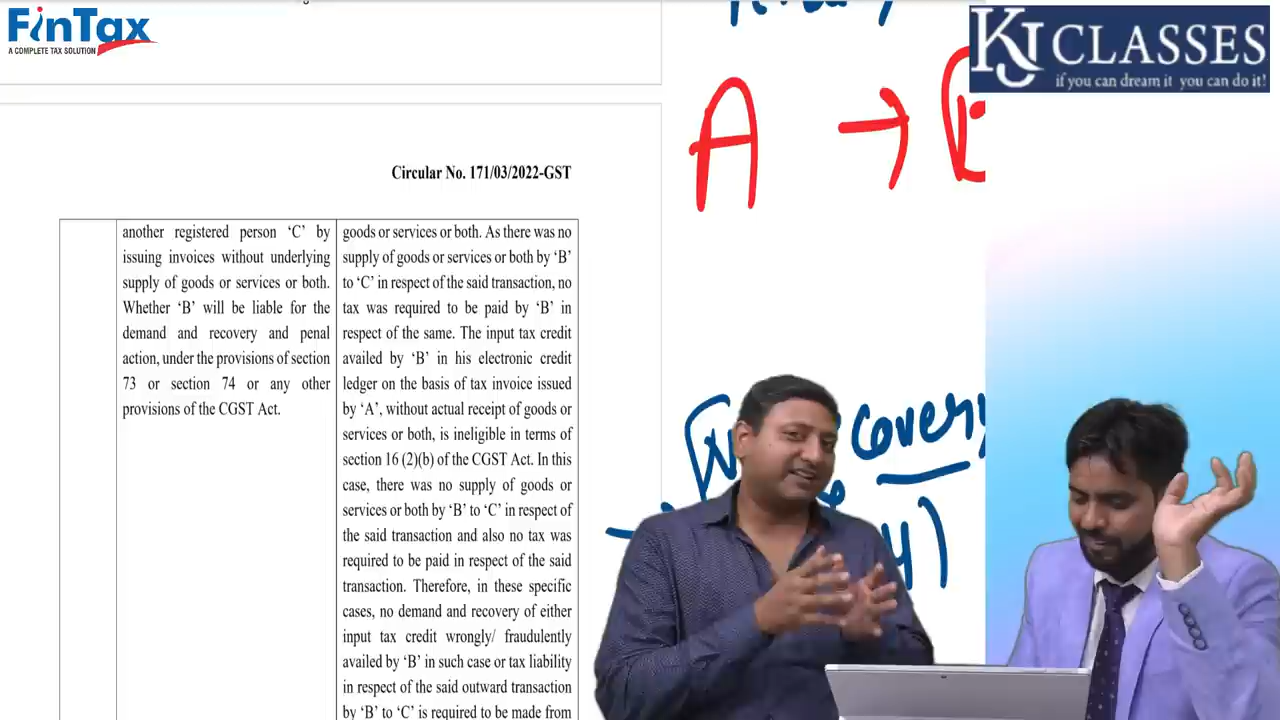 FinTax
A COMPLETE TAX SOLUTION
KJ CLASSES
if you can dream it you can do it!
A →
Circular No. 171/03/2022-GST
another registered person ‘C’ by
issuing invoices without underlying
supply of goods or services or both.
Whether ‘B’ will be liable for the
demand and recovery and penal
action, under the provisions of section
73 or section 74 or any other
provisions of the CGST Act.
goods or services or both. As there was no
supply of goods or services or both by ‘B’
to ‘C’ in respect of the said transaction, no
tax was required to be paid by ‘B’ in
respect of the same. The input tax credit
availed by ‘B’ in his electronic credit
ledger on the basis of tax invoice issued
by ‘A’, without actual receipt of goods or
services or both, is ineligible in terms of
section 16 (2)(b) of the CGST Act. In this
case, there was no supply of goods or
services or both by ‘B’ to ‘C’ in respect of
the said transaction and also no tax was
required to be paid in respect of the said
transaction. Therefore, in these specific
cases, no demand and recovery of either
input tax credit wrongly/ fraudulently
availed by ‘B’ in such case or tax liability
in respect of the said outward transaction
by ‘B’ to ‘C’ is required to be made from